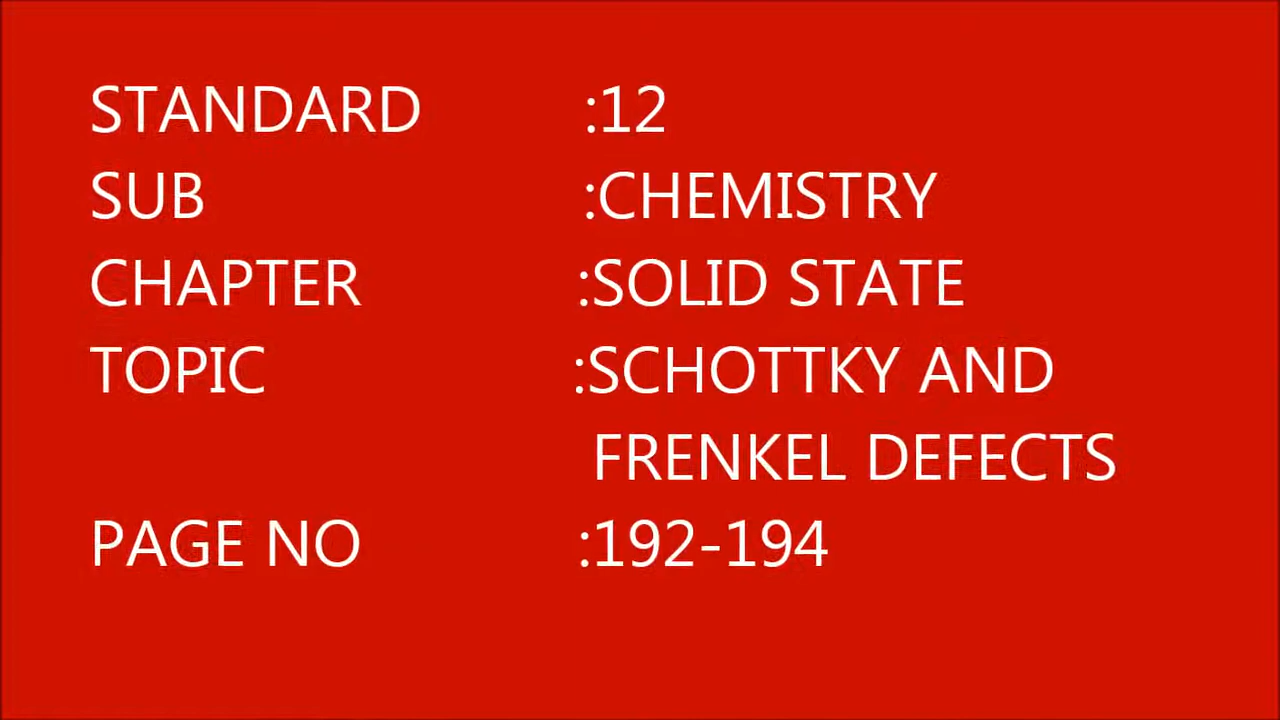 STANDARD :12
SUB :CHEMISTRY
CHAPTER :SOLID STATE
TOPIC :SCHOTTKY AND
FRENKEL DEFECTS
PAGE NO :192-194